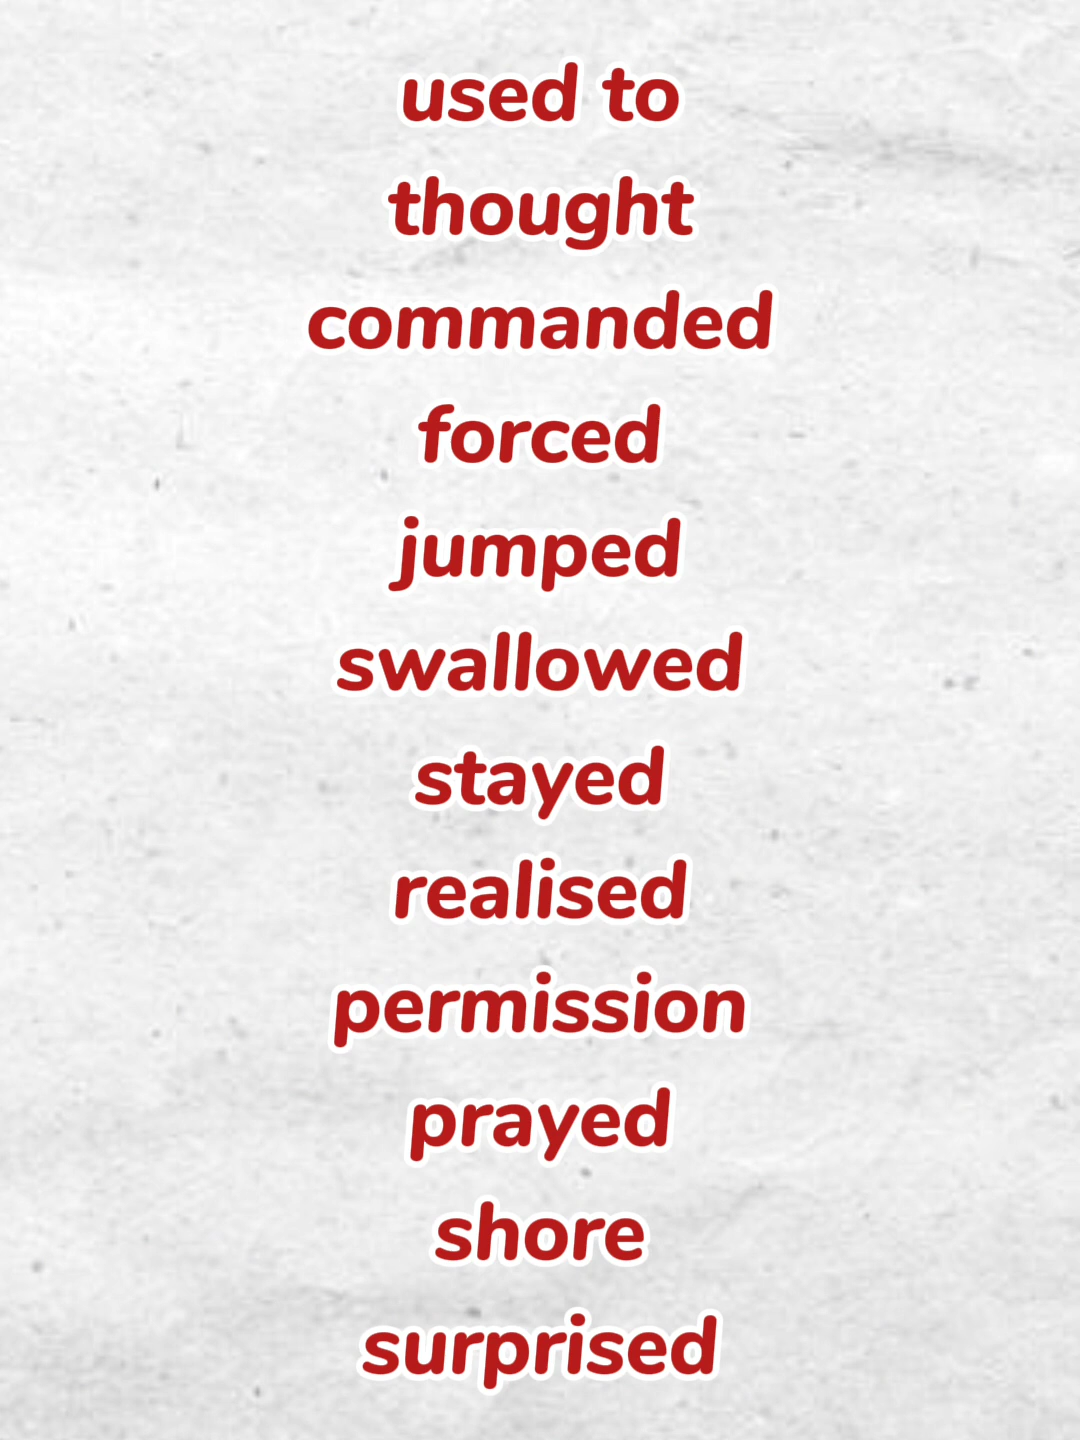 used to
thought
commanded
forced
jumped
swallowed
stayed
realised
permission
prayed
shore
surprised